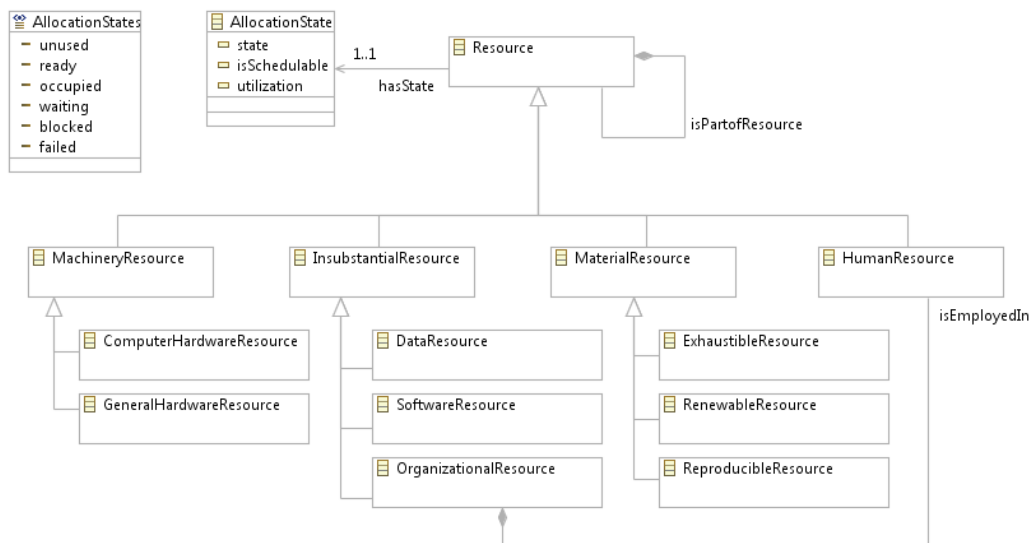 AllocationStates
unused
ready
occupied
waiting
blocked
failed
AllocationState
state
isSchedulable
utilization
1..1
hasState
Resource
isPartofResource
MachineryResource
InsubstantialResource
MaterialResource
HumanResource
isEmployedIn
ComputerHardwareResource
DataResource
ExhaustibleResource
GeneralHardwareResource
SoftwareResource
RenewableResource
OrganizationalResource
ReproducibleResource